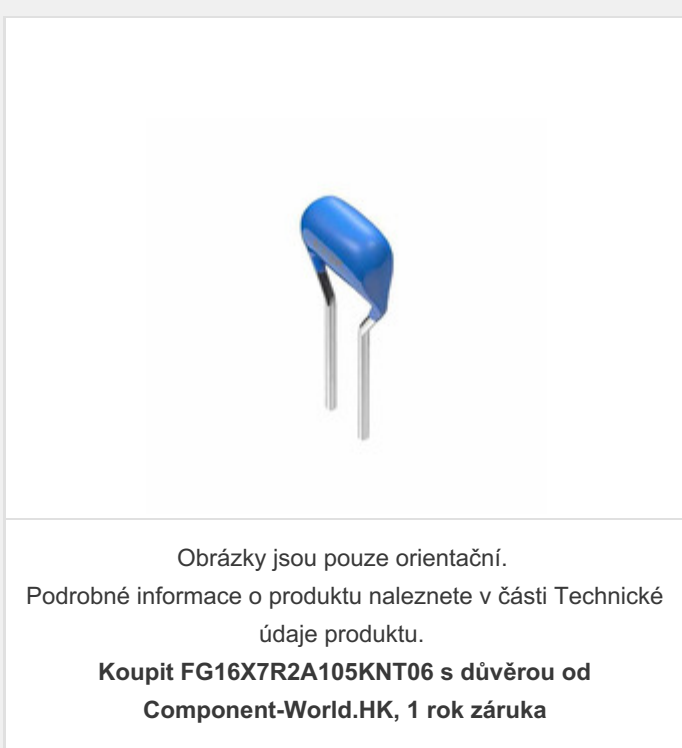 Obrázky jsou pouze orientační.
Podrobné informace o produktu naleznete v části Technické
údaje produktu.
Koupit FG16X7R2A105KNT06 s důvěrou od
Component-World.HK, 1 rok záruka